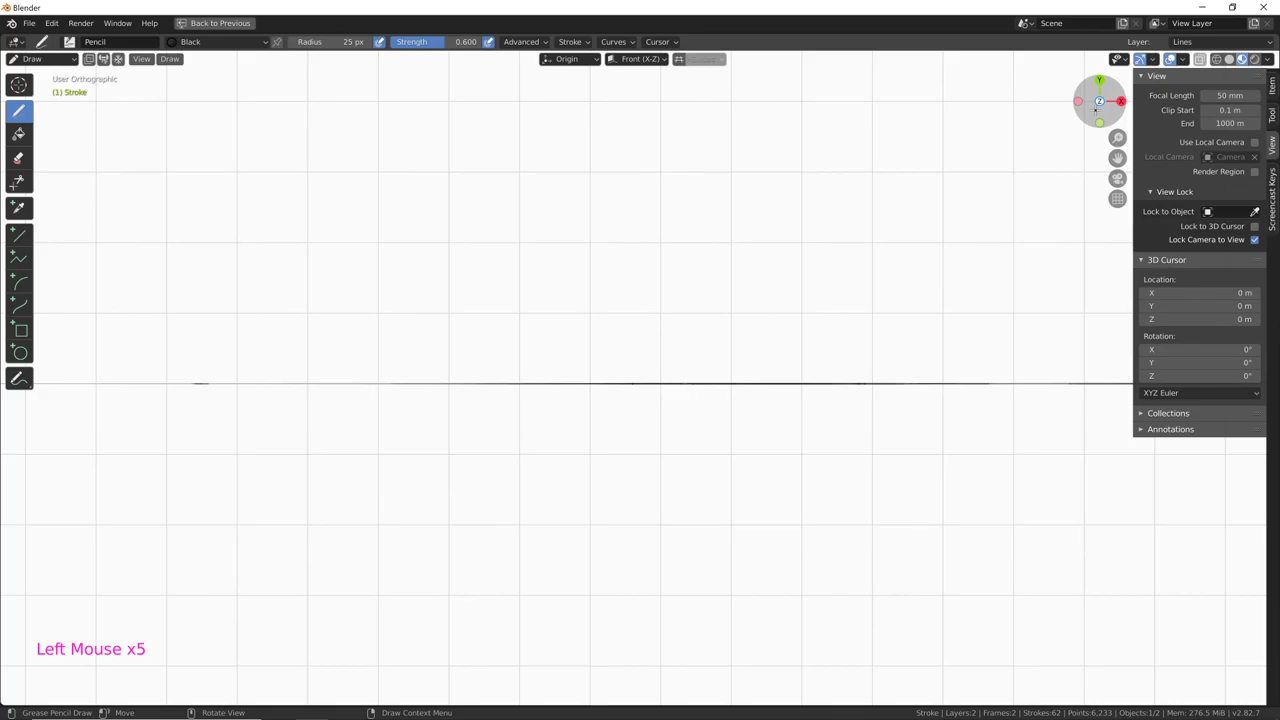 Blender
File Edit Render Window Help Back to Previous Scene View Layer
Pencil Black Radius 25 px Strength 0.600 Advanced Stroke Curves Cursor Layer: Lines
Draw View Draw Origin Front (X-Z)
User Orthographic
(1) Stroke
Y
Z X
View
Focal Length 50 mm
Clip Start 0.1 m
End 1000 m
Use Local Camera
Local Camera Camera
Render Region
View Lock
Lock to Object
Lock to 3D Cursor
Lock Camera to View
3D Cursor
Location:
X 0 m
Y 0 m
Z 0 m
Rotation:
X 0°
Y 0°
Z 0°
XYZ Euler
Collections
Annotations
Item
Tool
View
Screencast Keys
Left Mouse x5
Grease Pencil Draw Move Rotate View Draw Context Menu Stroke | Layers:2 | Frames:2 | Strokes:62 | Points:6,233 | Objects:1/2 | Mem: 276.5 MiB | v2.82.7